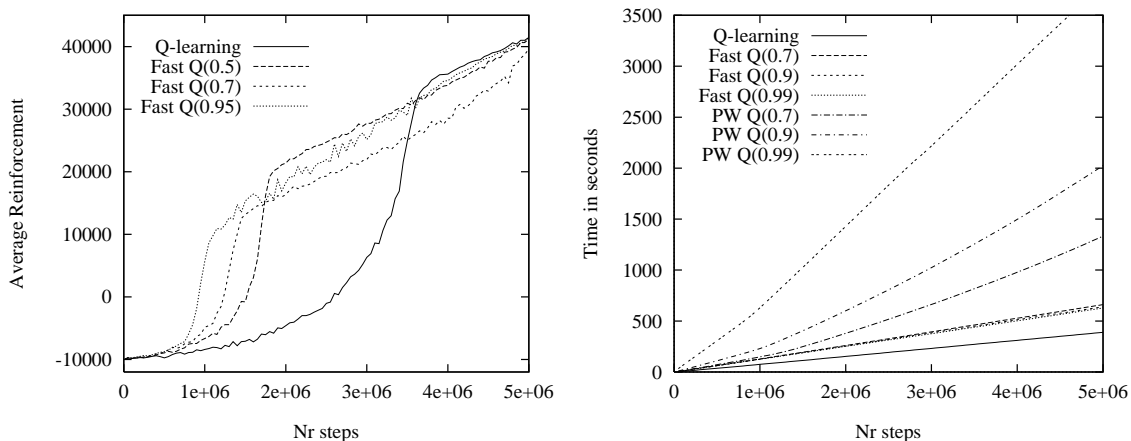 40000
30000
20000
10000
0
-10000
0
1e+06
2e+06
3e+06
4e+06
5e+06
Average Reinforcement
Nr steps
Q-learning
Fast Q(0.5)
Fast Q(0.7)
Fast Q(0.95)
3500
3000
2500
2000
1500
1000
500
0
0
1e+06
2e+06
3e+06
4e+06
5e+06
Time in seconds
Nr steps
Q-learning
Fast Q(0.7)
Fast Q(0.9)
Fast Q(0.99)
PW Q(0.7)
PW Q(0.9)
PW Q(0.99)